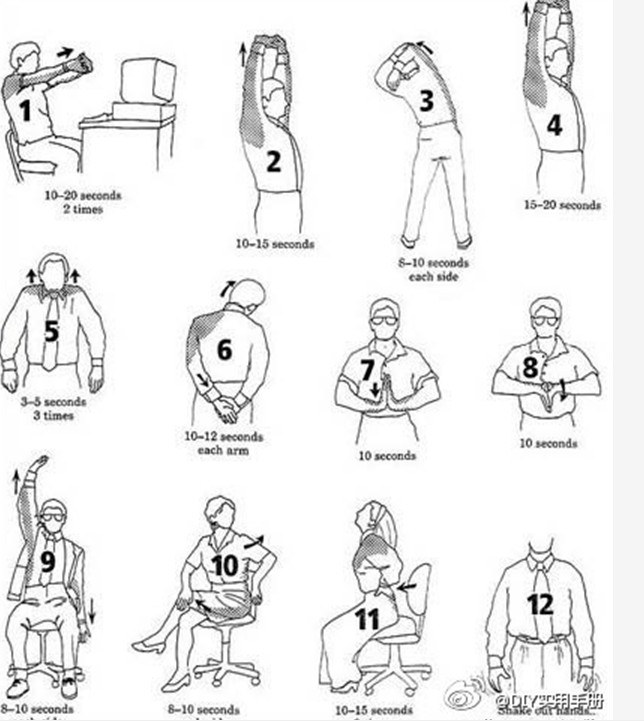 1
10-20 seconds
2 times
2
10-15 seconds
3
8-10 seconds
each side
4
15-20 seconds
5
3-5 seconds
3 times
6
10-12 seconds
each arm
7
10 seconds
8
10 seconds
9
8-10 seconds
10
8-10 seconds
11
10-15 seconds
12
Shake out hands
@DIY实用手册